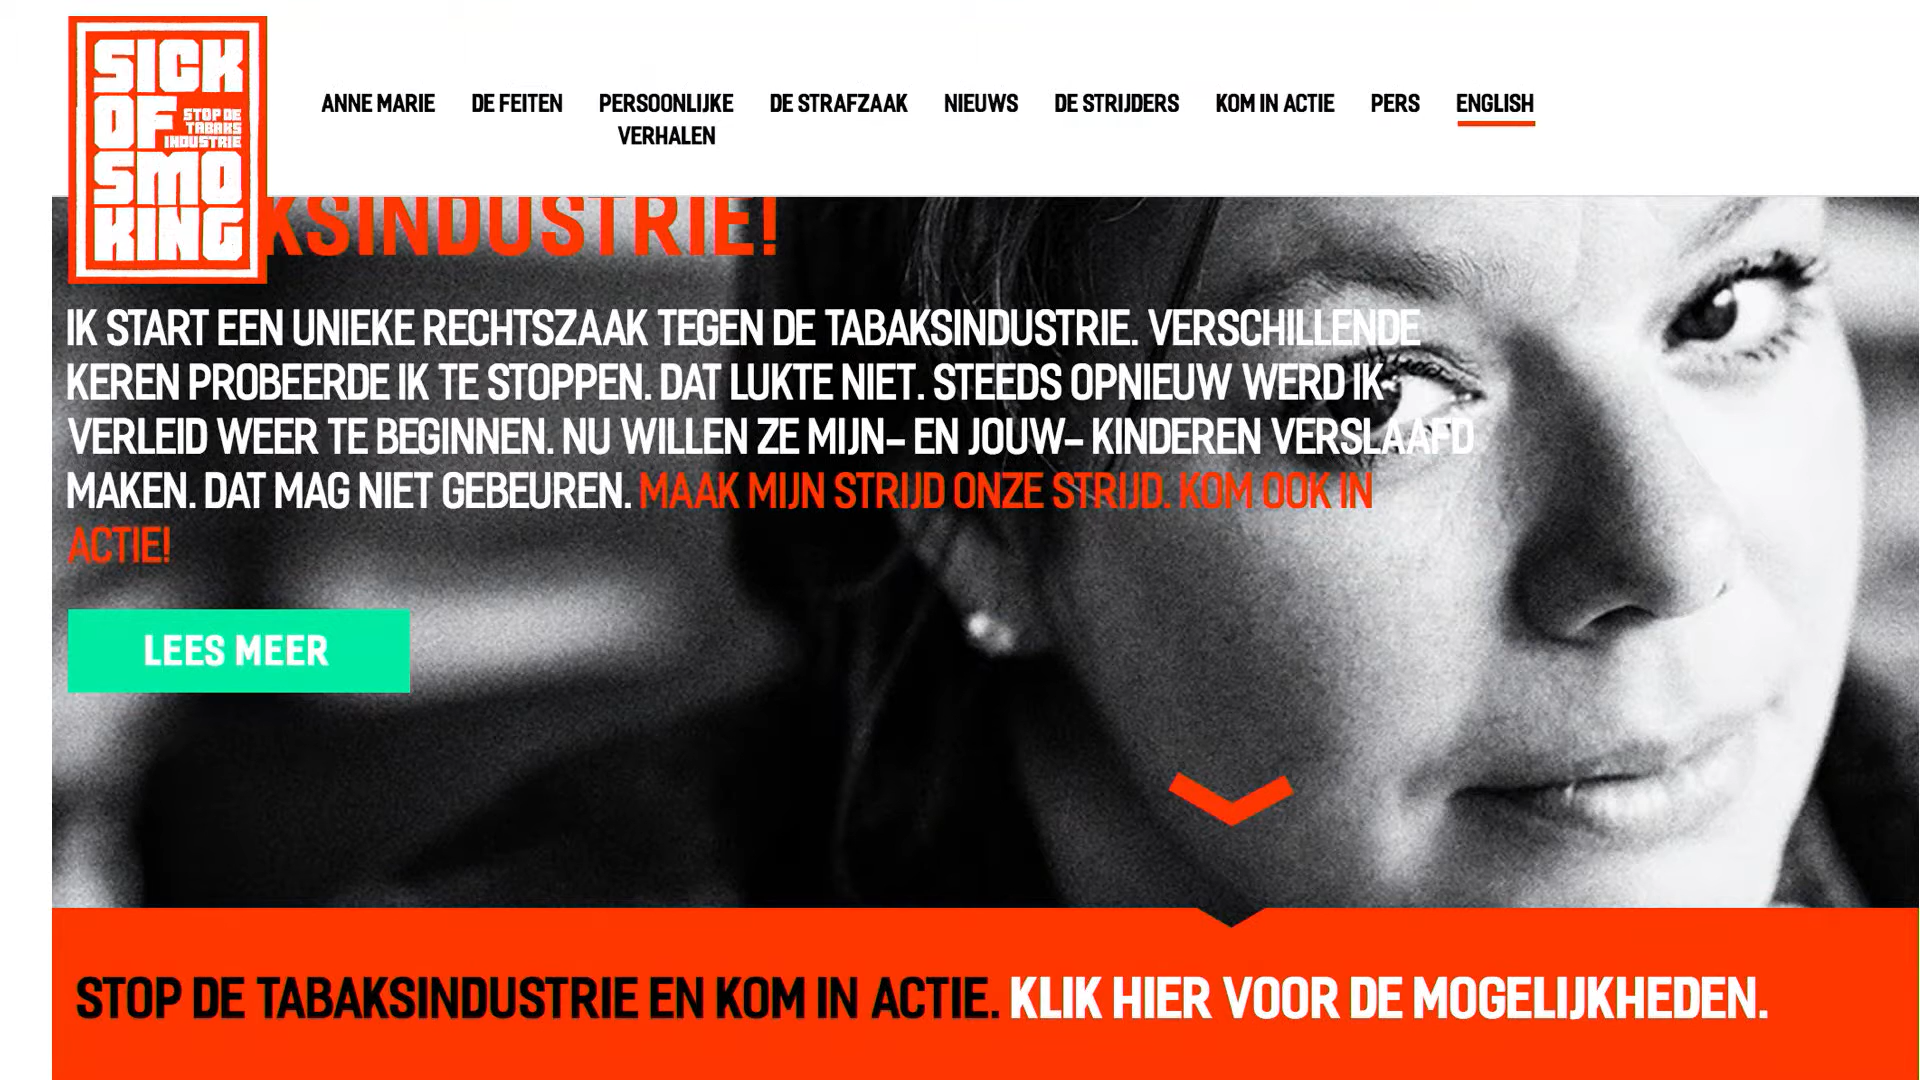 SICK
OF
STOP DE
TABAKS
INDUSTRIE
SMO
KING
ANNE MARIE
DE FEITEN
PERSOONLIJKE
VERHALEN
DE STRAFZAAK
NIEUWS
DE STRIJDERS
KOM IN ACTIE
PERS
ENGLISH
KSINDUSTRIE!
IK START EEN UNIEKE RECHTSZAAK TEGEN DE TABAKSINDUSTRIE. VERSCHILLENDE
KEREN PROBEERDE IK TE STOPPEN. DAT LUKTE NIET. STEEDS OPNIEUW WERD IK
VERLEID WEER TE BEGINNEN. NU WILLEN ZE MIJN– EN JOUW– KINDEREN VERSLAAFD
MAKEN. DAT MAG NIET GEBEUREN. MAAK MIJN STRIJD ONZE STRIJD. KOM OOK IN
ACTIE!
LEES MEER
STOP DE TABAKSINDUSTRIE EN KOM IN ACTIE. KLIK HIER VOOR DE MOGELIJKHEDEN.